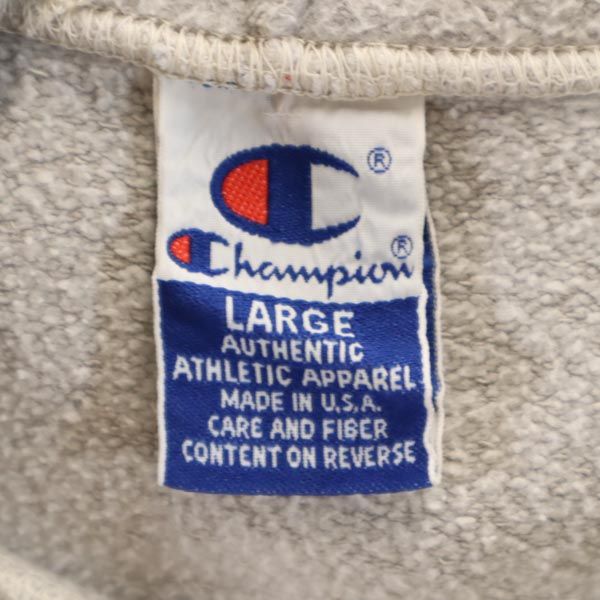 ®
Champion®
LARGE
AUTHENTIC
ATHLETIC APPAREL
MADE IN U.S.A.
CARE AND FIBER
CONTENT ON REVERSE